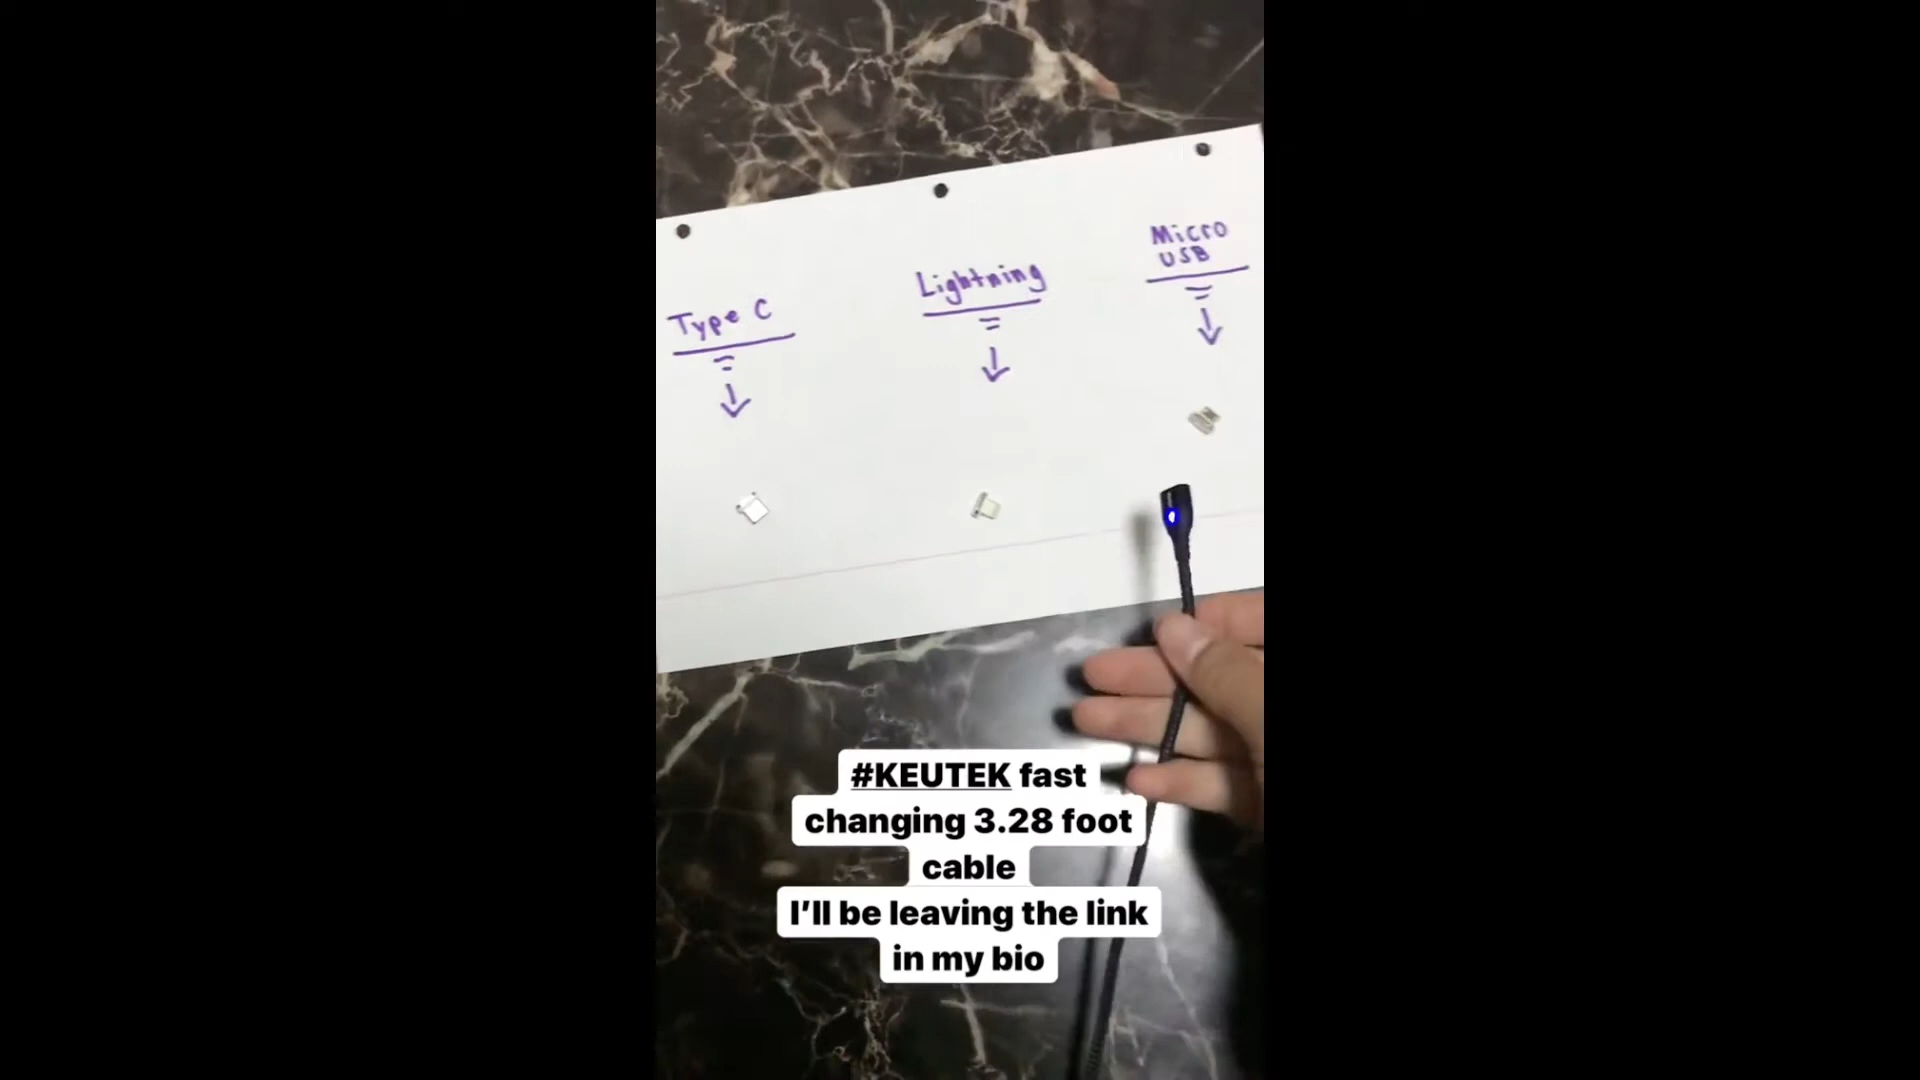 Type C
Lightning
Micro
USB
#KEUTEK fast
changing 3.28 foot
cable
I’ll be leaving the link
in my bio